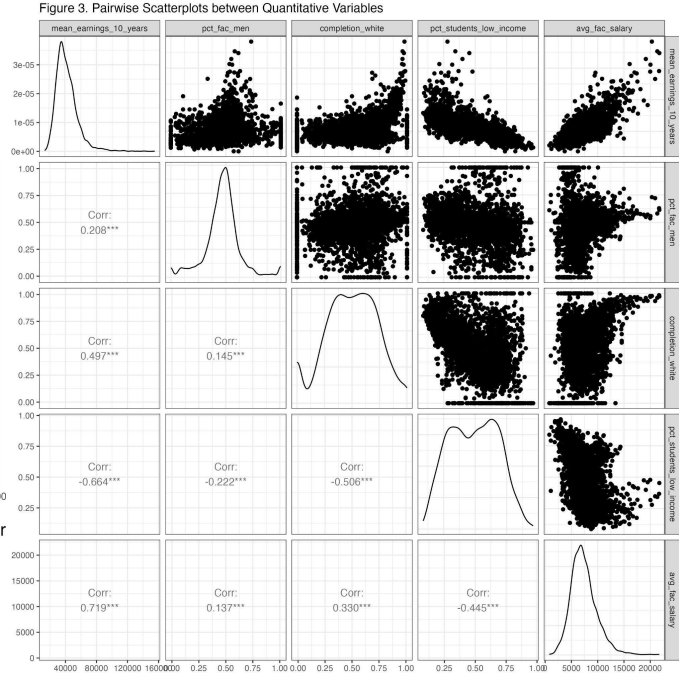 Figure 3. Pairwise Scatterplots between Quantitative Variables
mean_earnings_10_years pct_fac_men completion_white pct_students_low_income avg_fac_salary
3e-05
2e-05
1e-05
0e+00
mean_earnings_10_years
1.00
0.75
0.50
0.25
0.00
Corr:
0.208***
pct_fac_men
1.00
0.75
0.50
0.25
0.00
Corr:
0.497***
Corr:
0.145***
completion_white
1.00
0.75
0.50
0.25
Corr:
-0.664***
Corr:
-0.222***
Corr:
-0.506***
pct_students_low_income
00
r
20000
15000
10000
5000
0
Corr:
0.719***
Corr:
0.137***
Corr:
0.330***
Corr:
-0.445***
avg_fac_salary
40000 80000 120000 160000 0.00 0.25 0.50 0.75 1.00 0.00 0.25 0.50 0.75 1.00 0.25 0.50 0.75 1.00 0 5000 10000 15000 20000